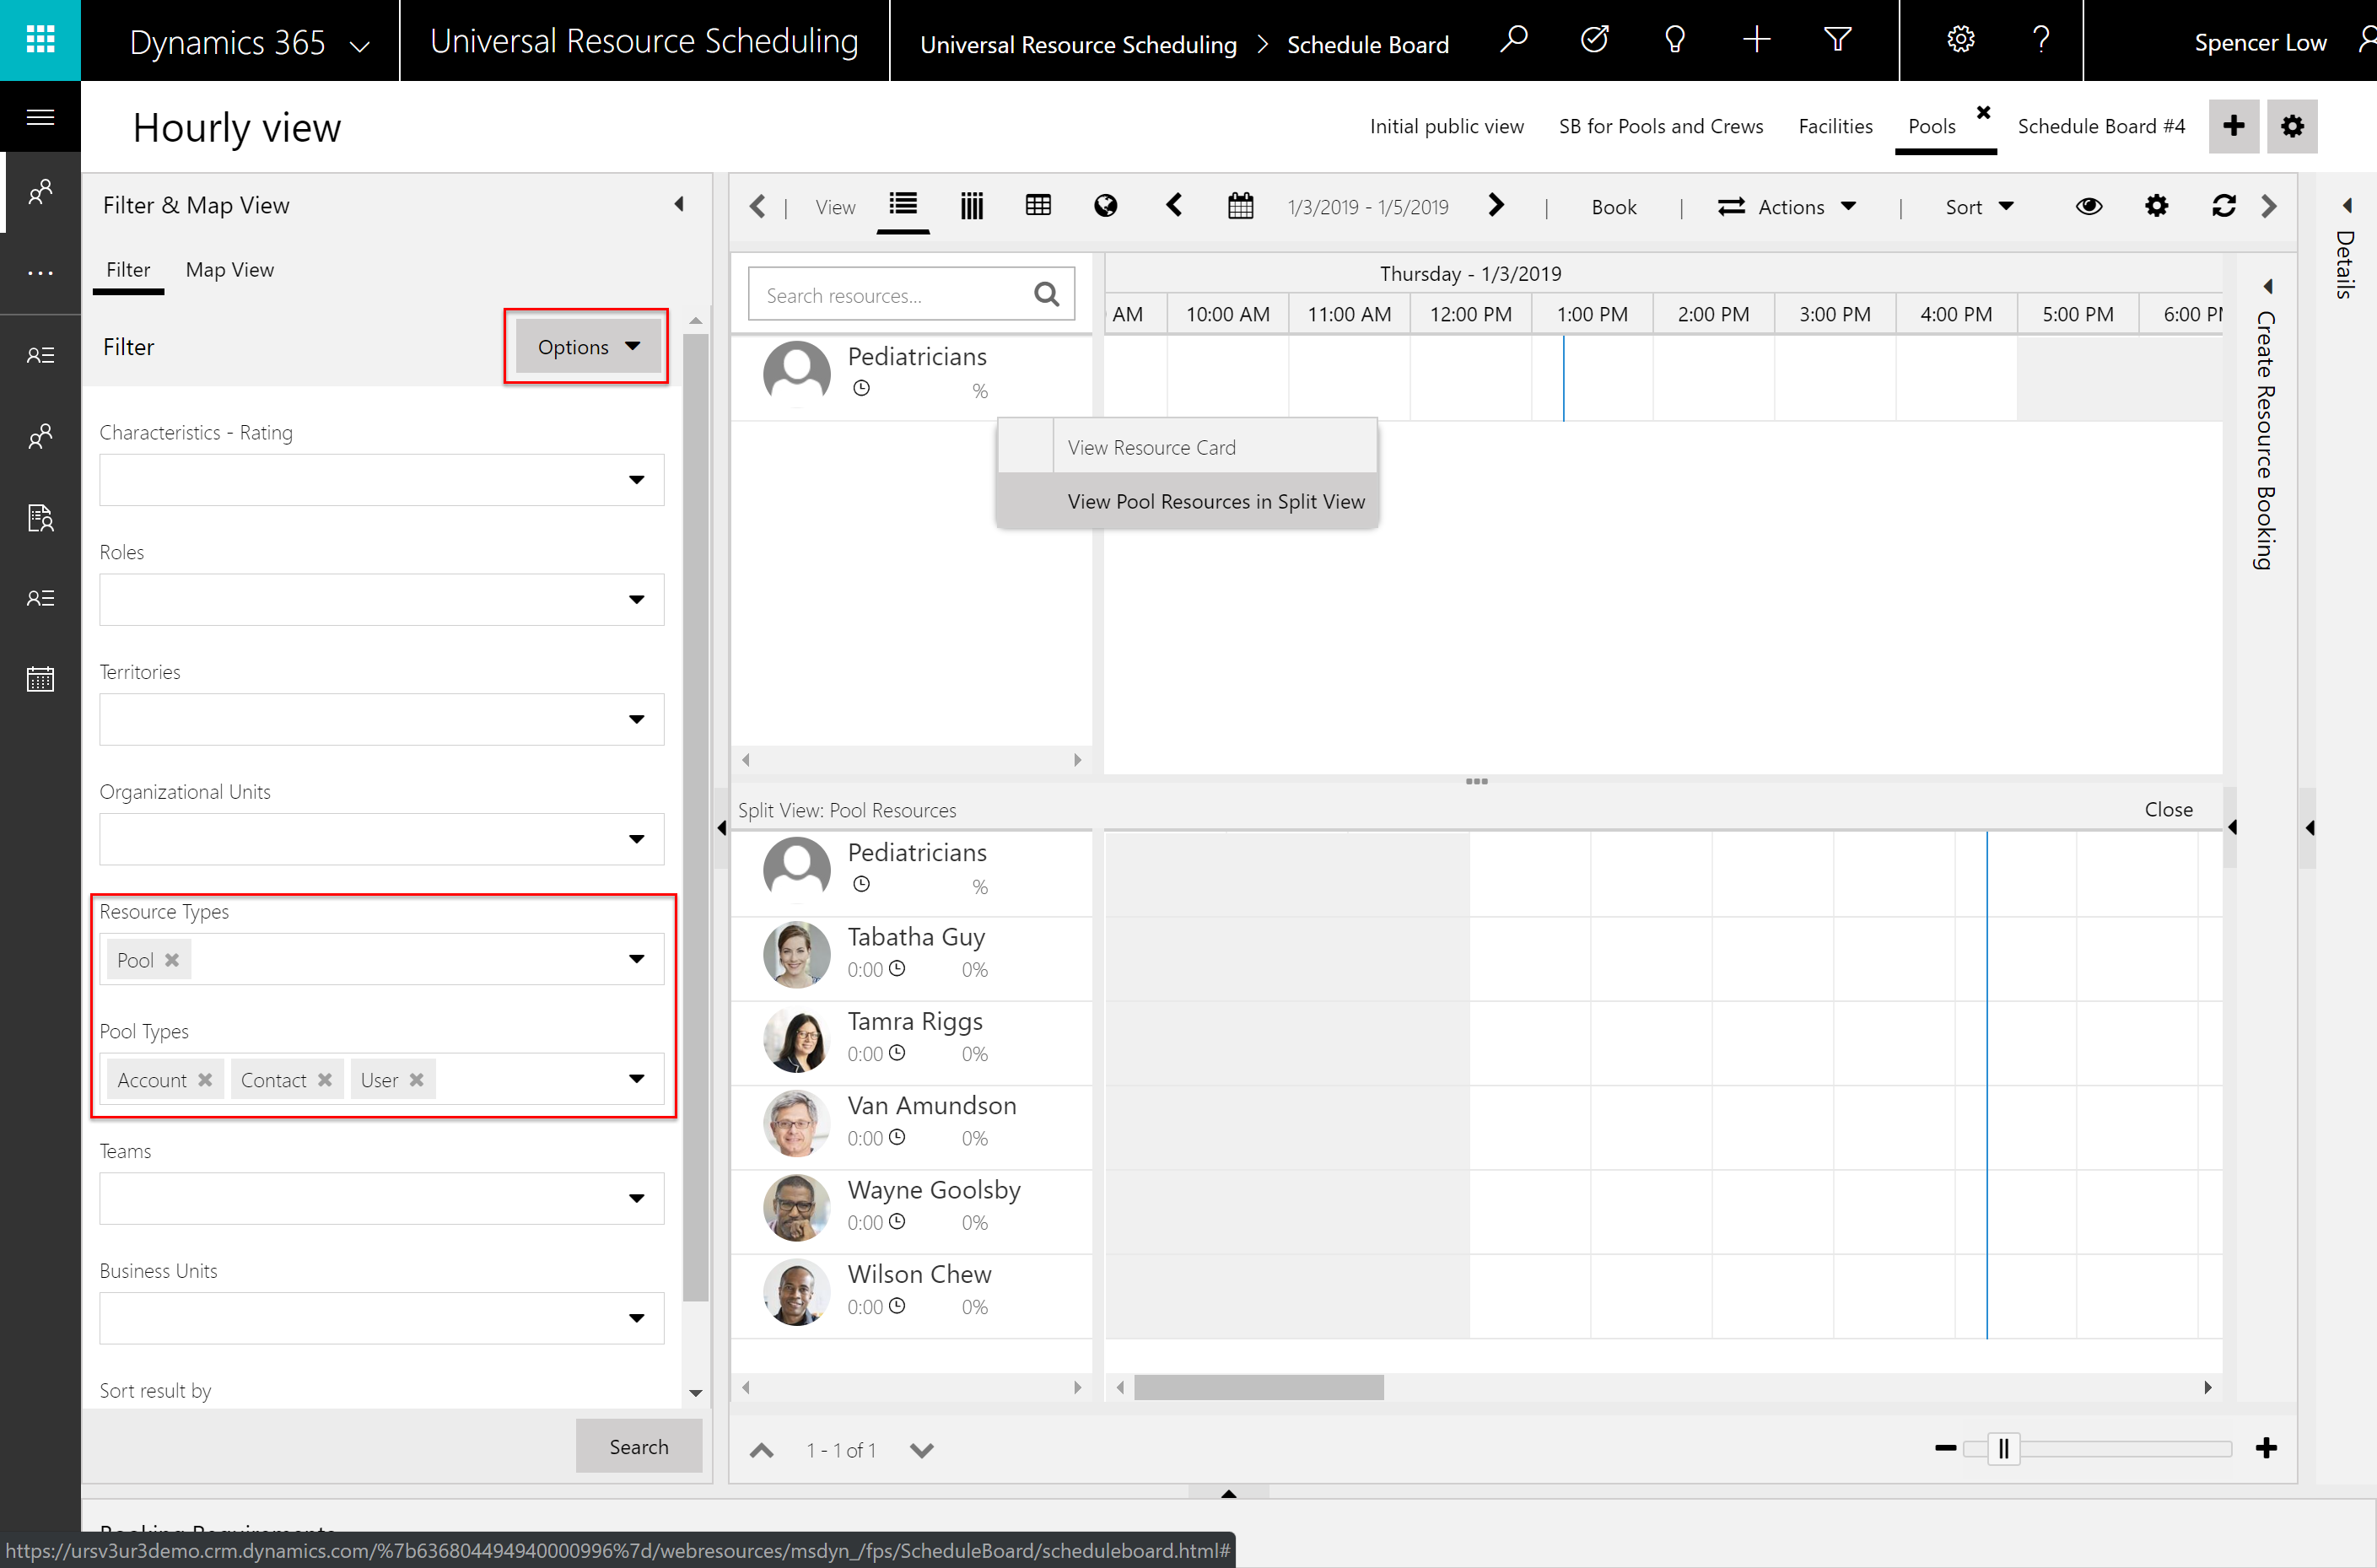 Dynamics 365
Universal Resource Scheduling
Universal Resource Scheduling > Schedule Board
Spencer Low
Hourly view
Initial public view
SB for Pools and Crews
Facilities
Pools
Schedule Board #4
Filter & Map View
Filter
Map View
Filter
Options
Characteristics - Rating
Roles
Territories
Organizational Units
Resource Types
Pool
Pool Types
Account
Contact
User
Teams
Business Units
Sort result by
Search
View
1/3/2019 - 1/5/2019
Book
Actions
Sort
Details
Create Resource Booking
Search resources...
Thursday - 1/3/2019
AM
10:00 AM
11:00 AM
12:00 PM
1:00 PM
2:00 PM
3:00 PM
4:00 PM
5:00 PM
6:00 PM
Pediatricians
%
View Resource Card
View Pool Resources in Split View
Split View: Pool Resources
Close
Pediatricians
%
Tabatha Guy
0:00 0%
Tamra Riggs
0:00 0%
Van Amundson
0:00 0%
Wayne Goolsby
0:00 0%
Wilson Chew
0:00 0%
1 - 1 of 1
Booking Requirements
https://ursv3ur3demo.crm.dynamics.com/%7b636804494940000996%7d/webresources/msdyn_/fps/ScheduleBoard/scheduleboard.html#